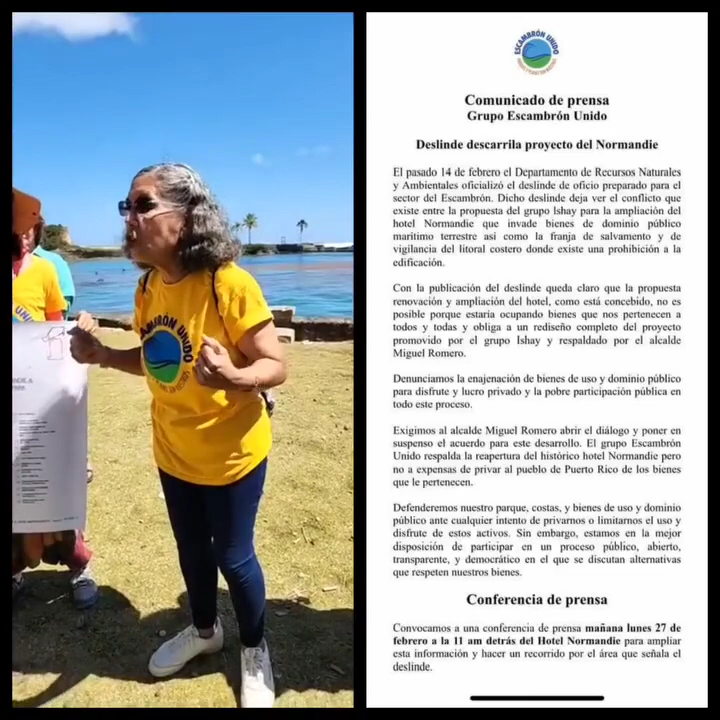 ESCAMBRÓN UNIDO
ESCAMBRÓN UNIDO
Comunicado de prensa
Grupo Escambrón Unido
Deslinde descarrila proyecto del Normandie
El pasado 14 de febrero el Departamento de Recursos Naturales
y Ambientales oficializó el deslinde de oficio preparado para el
sector del Escambrón. Dicho deslinde deja ver el conflicto que
existe entre la propuesta del grupo Ishay para la ampliación del
hotel Normandie que invade bienes de dominio público
marítimo terrestre así como la franja de salvamento y de
vigilancia del litoral costero donde existe una prohibición a la
edificación.
Con la publicación del deslinde queda claro que la propuesta
renovación y ampliación del hotel, como está concebido, no es
posible porque estaría ocupando bienes que nos pertenecen a
todos y todas y obliga a un rediseño completo del proyecto
promovido por el grupo Ishay y respaldado por el alcalde
Miguel Romero.
Denunciamos la enajenación de bienes de uso y dominio público
para disfrute y lucro privado y la pobre participación pública en
todo este proceso.
Exigimos al alcalde Miguel Romero abrir el diálogo y poner en
suspenso el acuerdo para este desarrollo. El grupo Escambrón
Unido respalda la reapertura del histórico hotel Normandie pero
no a expensas de privar al pueblo de Puerto Rico de los bienes
que le pertenecen.
Defenderemos nuestro parque, costas, y bienes de uso y dominio
público ante cualquier intento de privarnos o limitarnos el uso y
disfrute de estos activos. Sin embargo, estamos en la mejor
disposición de participar en un proceso público, abierto,
transparente, y democrático en el que se discutan alternativas
que respeten nuestros bienes.
Conferencia de prensa
Convocamos a una conferencia de prensa mañana lunes 27 de
febrero a la 11 am detrás del Hotel Normandie para ampliar
esta información y hacer un recorrido por el área que señala el
deslinde.